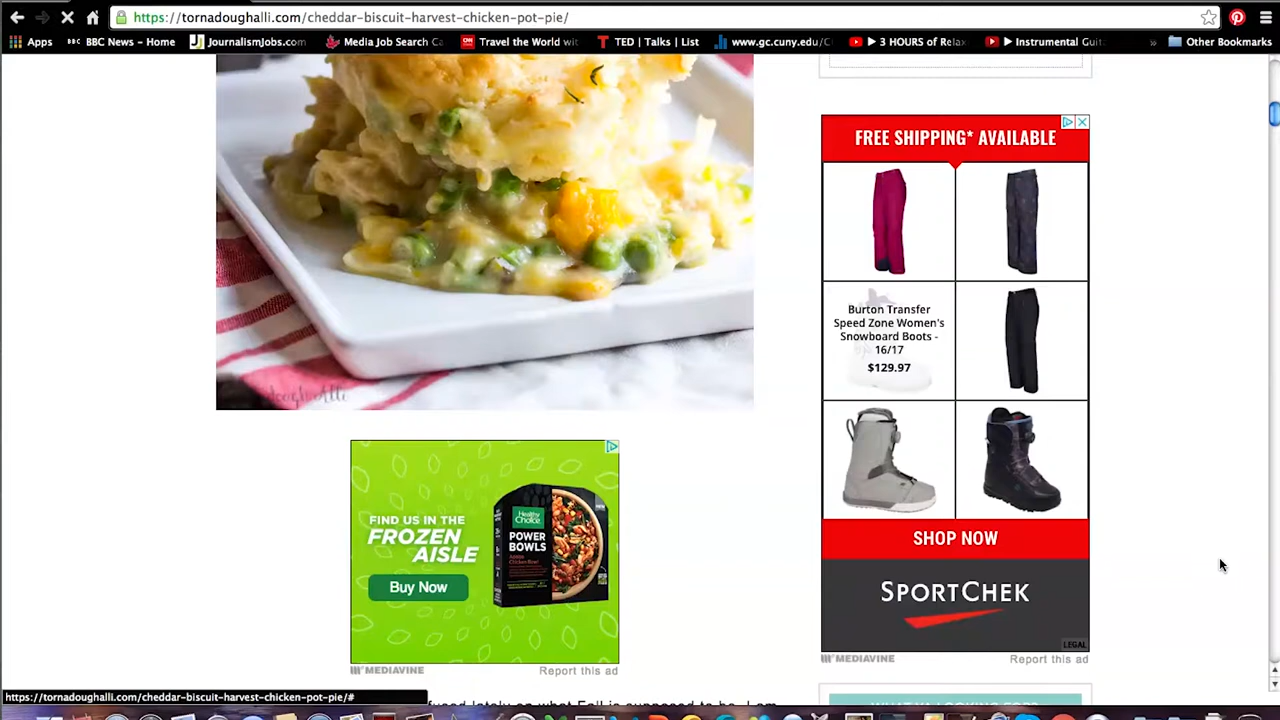 https://tornadoughalli.com/cheddar-biscuit-harvest-chicken-pot-pie/
Apps
BBC BBC News – Home
JournalismJobs.com
Media Job Search Ca
Travel the World wit
TED | Talks | List
www.gc.cuny.edu/C
3 HOURS of Relax
Instrumental Guit
»
Other Bookmarks
FREE SHIPPING* AVAILABLE
Burton Transfer
Speed Zone Women's
Snowboard Boots -
16/17
$129.97
SHOP NOW
SPORTCHEK
LEGAL
MEDIAVINE
Report this ad
FIND US IN THE
FROZEN
AISLE
Buy Now
Healthy
Choice
POWER
BOWLS
MEDIAVINE
Report this ad
https://tornadoughalli.com/cheddar-biscuit-harvest-chicken-pot-pie/#